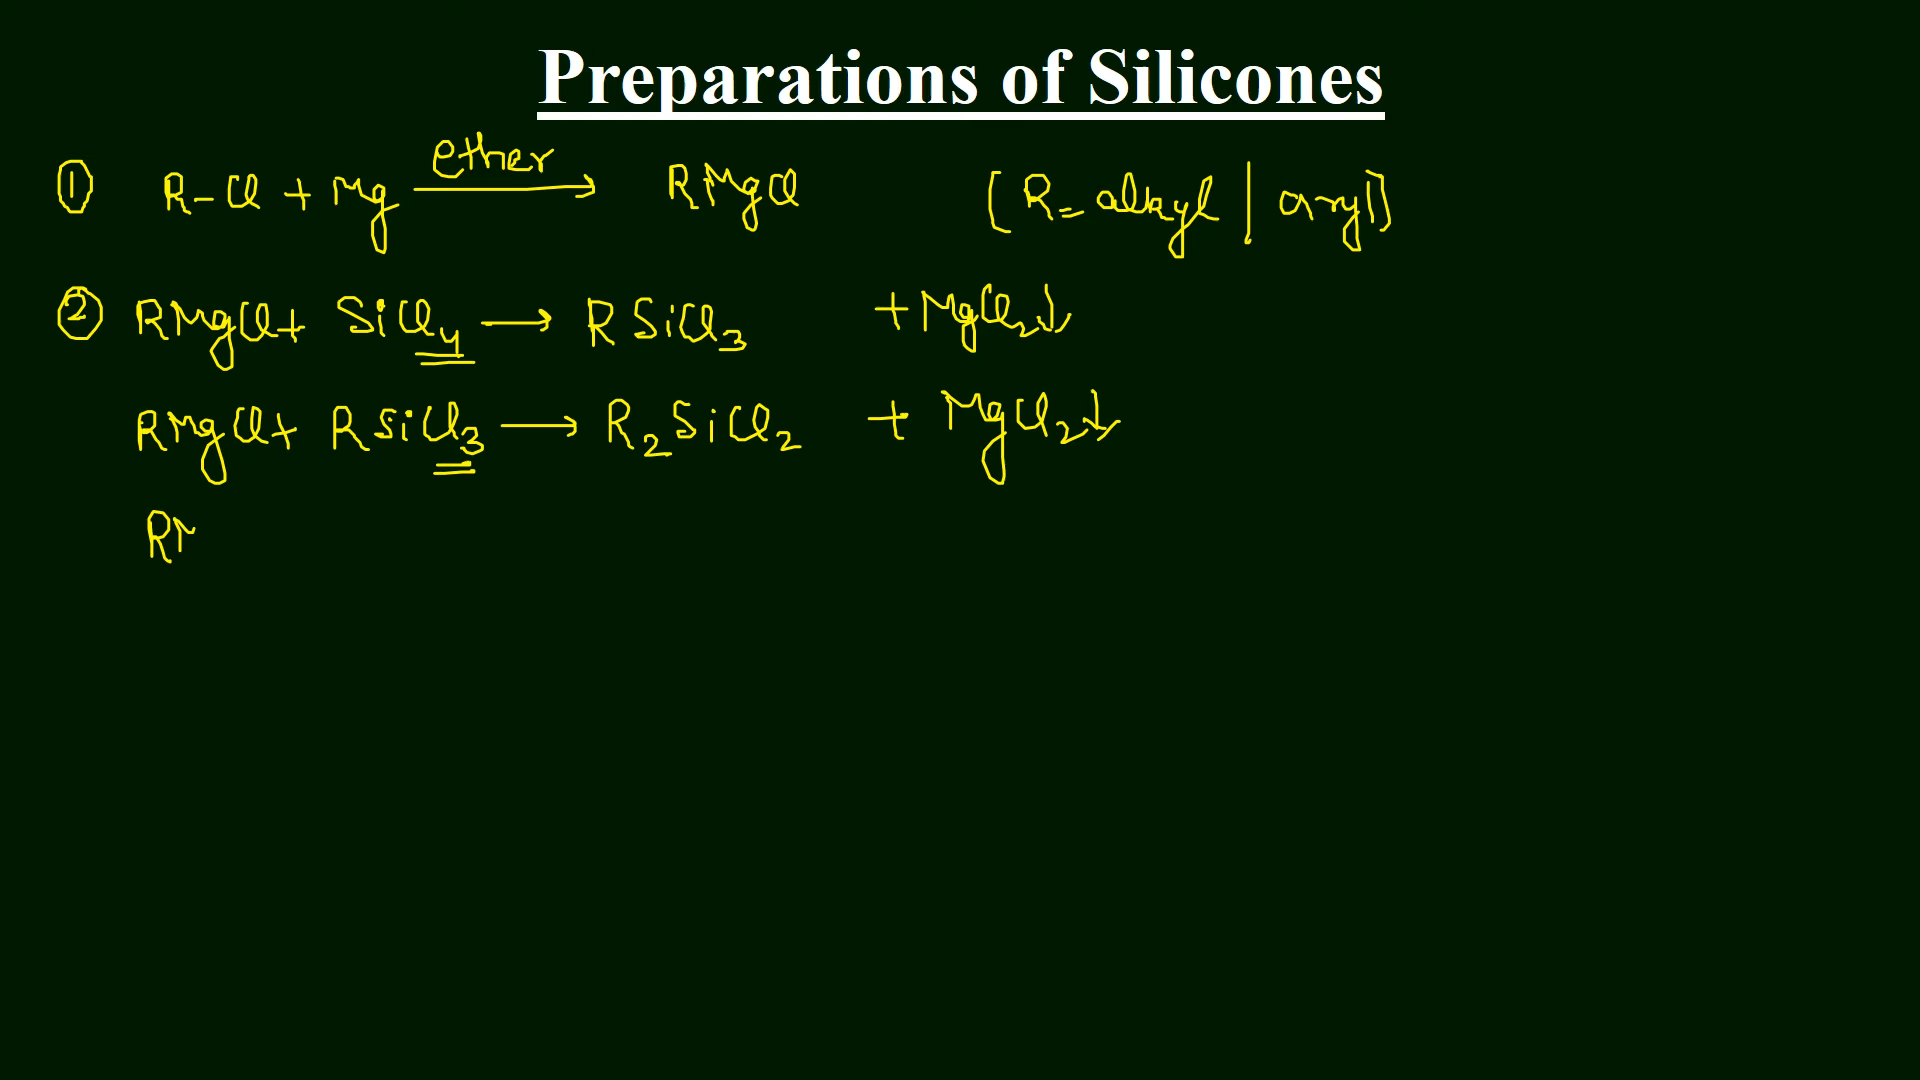 Preparations of Silicones
① R-Cl + Mg ether → RMgCl [R= alkyl | aryl]
② RMgCl + SiCl₄ → RSiCl₃ + MgCl₂↓
RMgCl + RSiCl₃ → R₂SiCl₂ + MgCl₂↓
RM